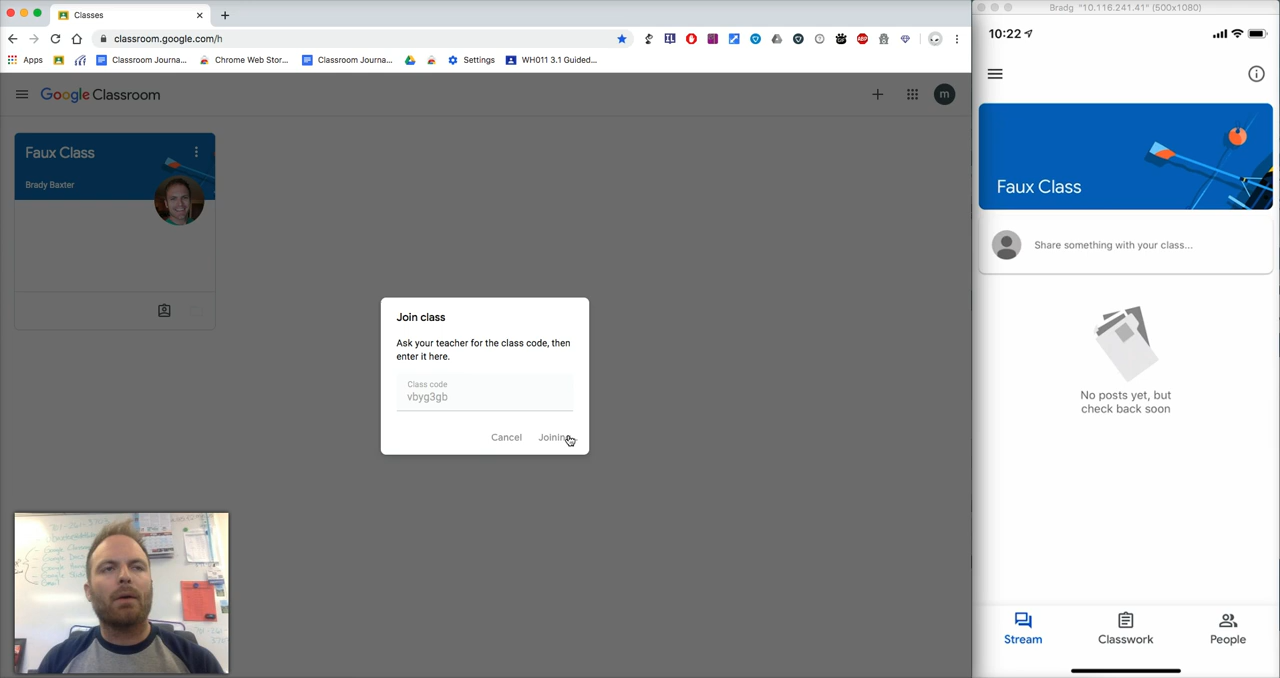 Classes
classroom.google.com/h
Apps
Classroom Journa...
Chrome Web Stor...
Classroom Journa...
Settings
WH011 3.1 Guided...
Google Classroom
m
Faux Class
Brady Baxter
Join class
Ask your teacher for the class code, then
enter it here.
Class code
vbyg3gb
Cancel
Bradg "10.116.241.41" (500x1080)
10:22
Faux Class
Share something with your class...
No posts yet, but
check back soon
Stream
Classwork
People